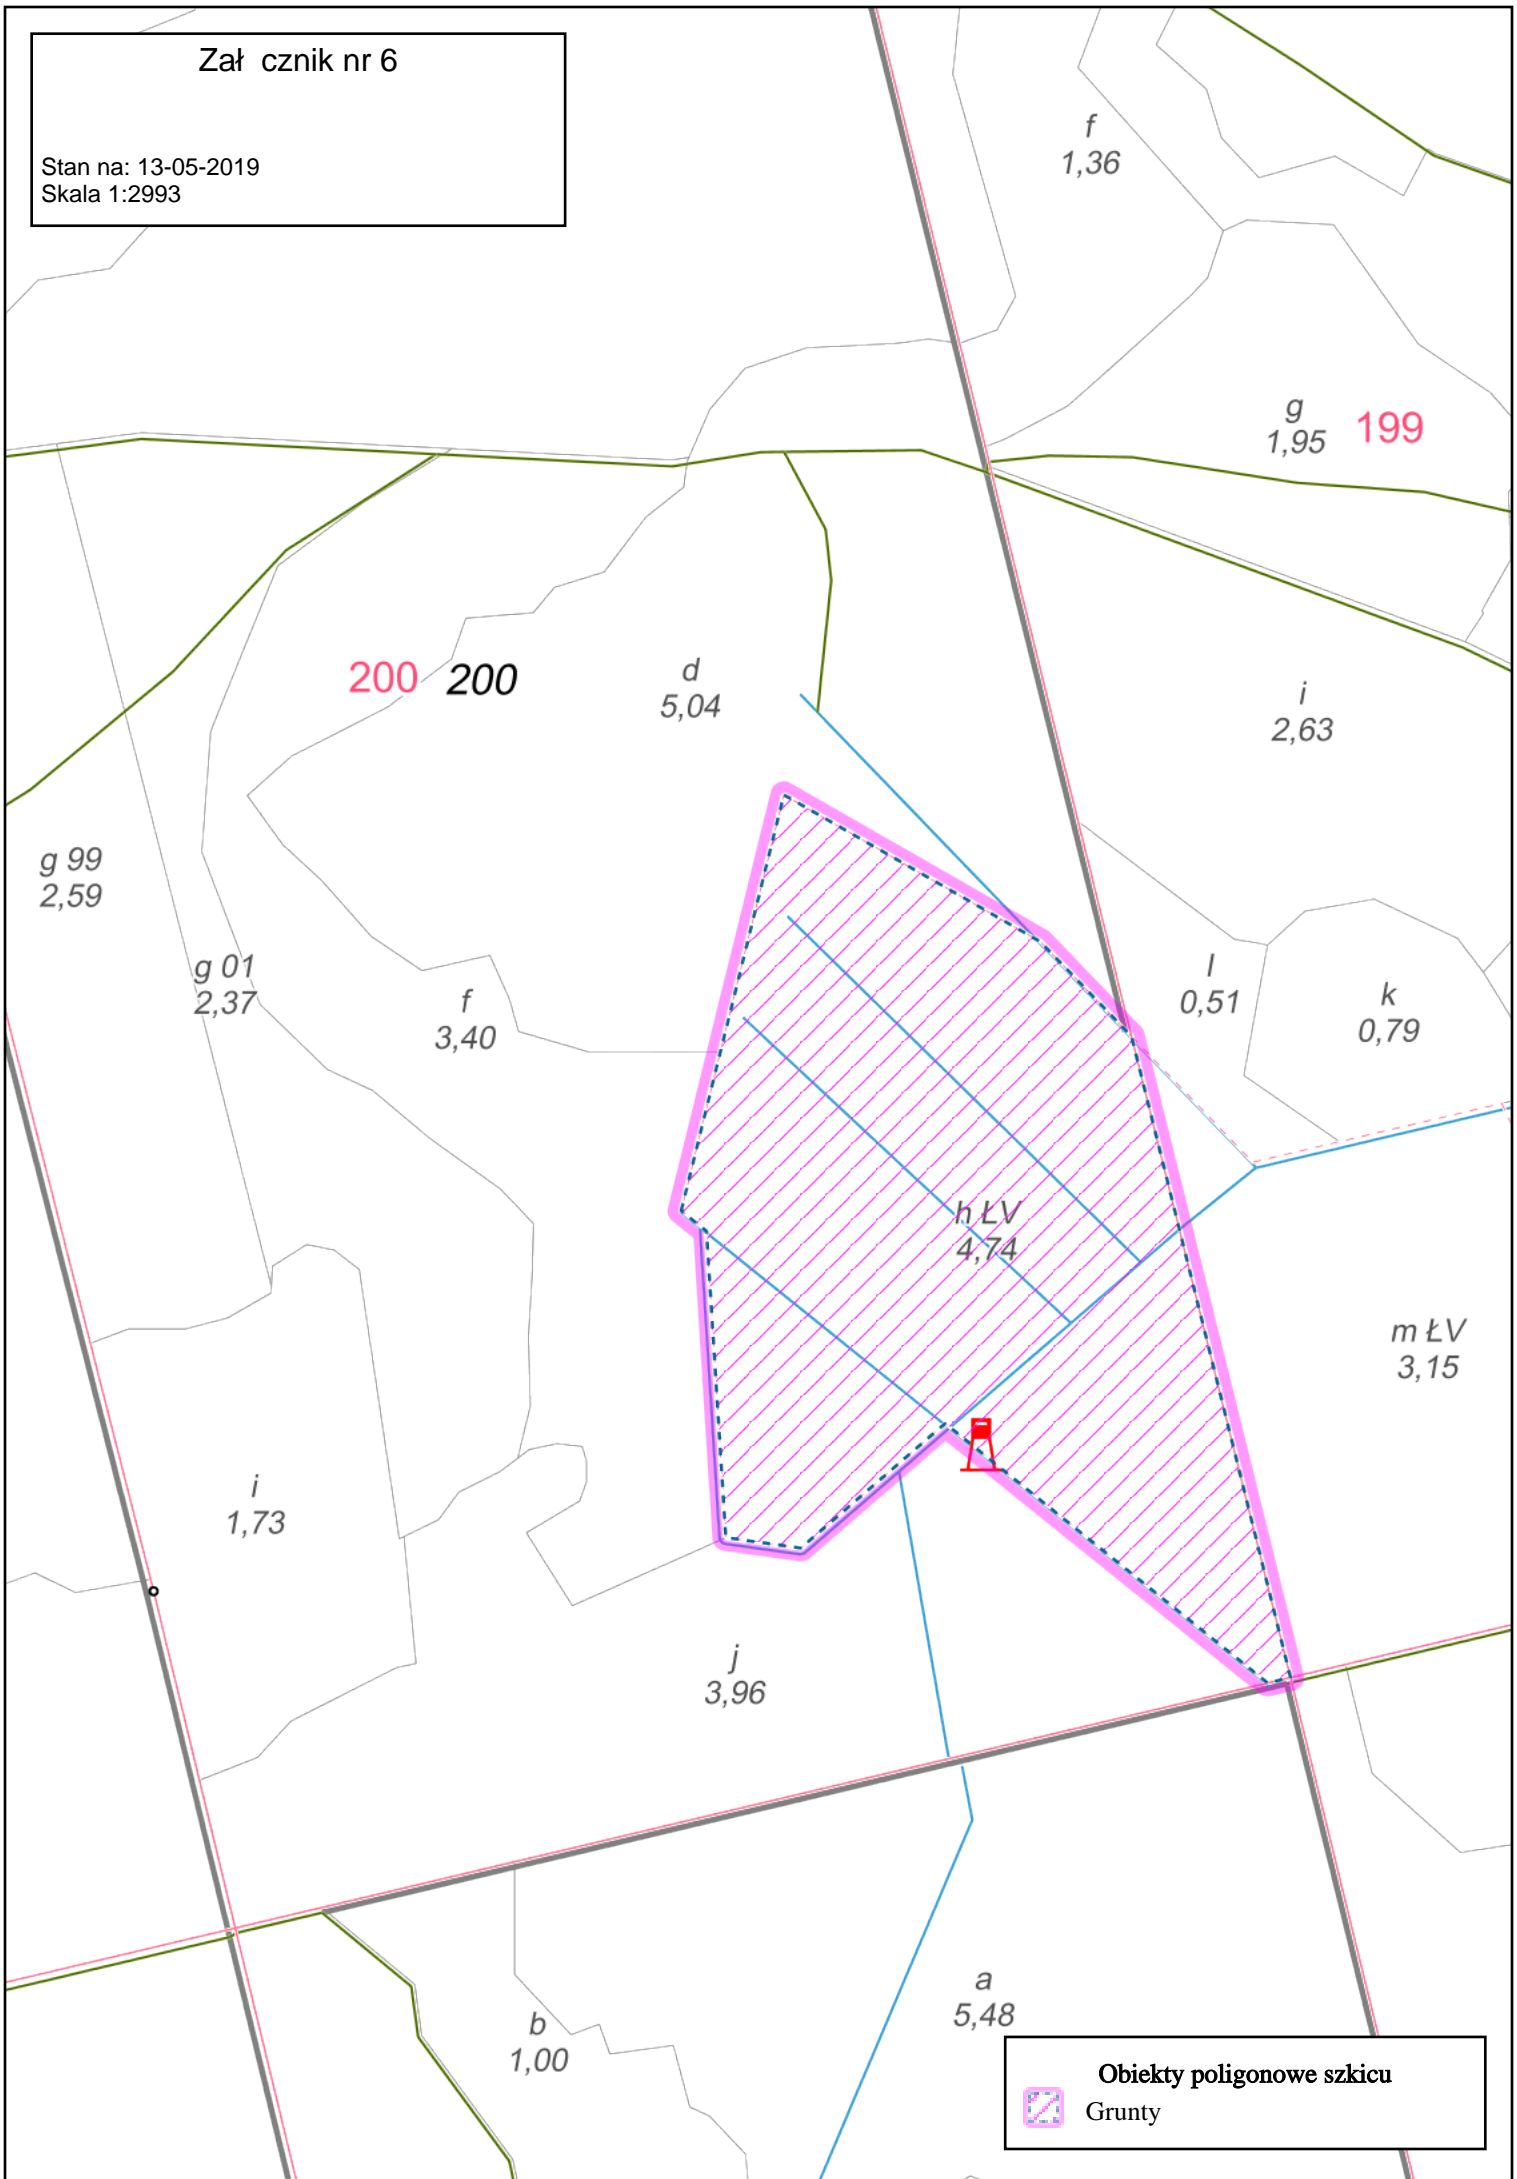 Zał cznik nr 6
Stan na: 13-05-2019
Skala 1:2993
f
1,36
g
1,95
199
200
200
d
5,04
i
2,63
g 99
2,59
g 01
2,37
f
3,40
l
0,51
k
0,79
h ŁV
4,74
m ŁV
3,15
i
1,73
j
3,96
a
5,48
b
1,00
Obiekty poligonowe szkicu
Grunty